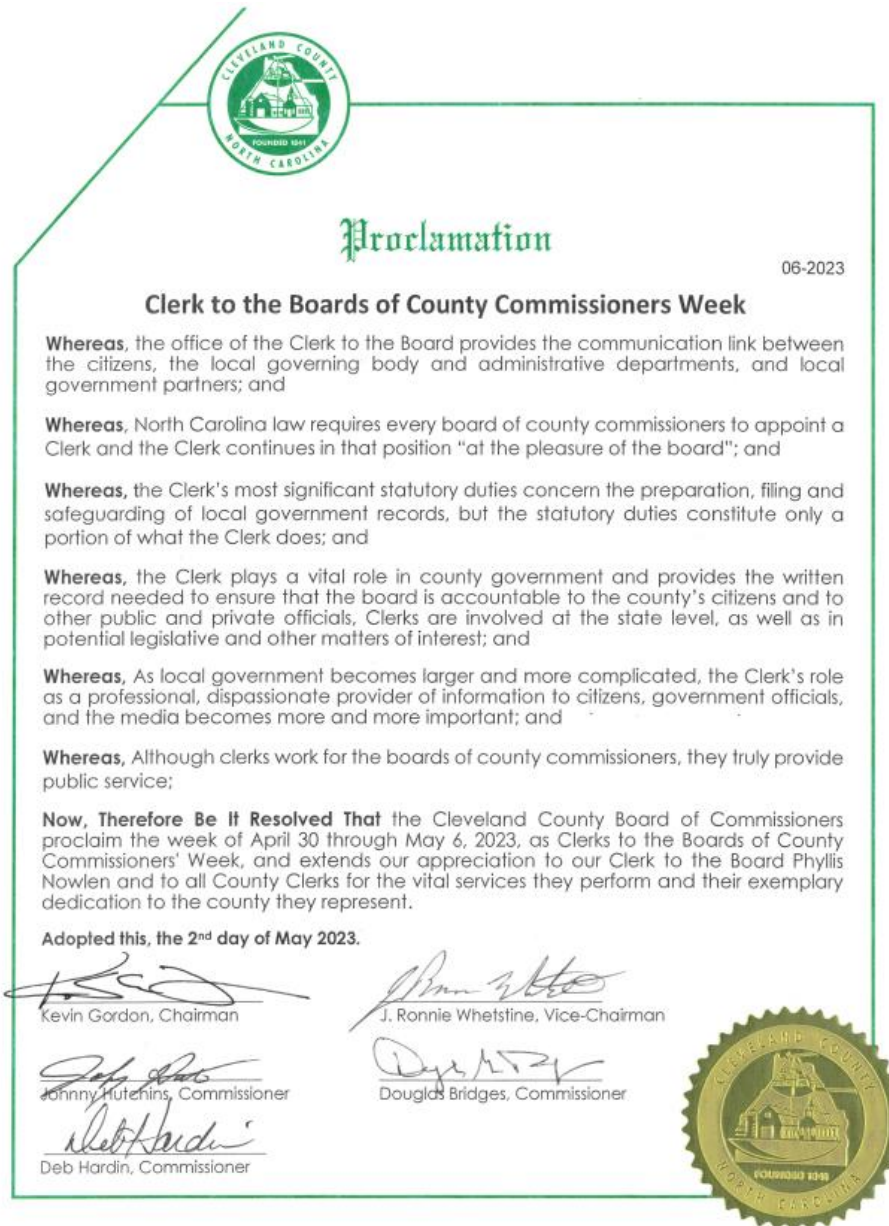 CLEVELAND COUNTY
FOUNDED 1841
NORTH CAROLINA
Proclamation
06-2023
Clerk to the Boards of County Commissioners Week
Whereas, the office of the Clerk to the Board provides the communication link between
the citizens, the local governing body and administrative departments, and local
government partners; and
Whereas, North Carolina law requires every board of county commissioners to appoint a
Clerk and the Clerk continues in that position “at the pleasure of the board”; and
Whereas, the Clerk's most significant statutory duties concern the preparation, filing and
safeguarding of local government records, but the statutory duties constitute only a
portion of what the Clerk does; and
Whereas, the Clerk plays a vital role in county government and provides the written
record needed to ensure that the board is accountable to the county's citizens and to
other public and private officials, Clerks are involved at the state level, as well as in
potential legislative and other matters of interest; and
Whereas, As local government becomes larger and more complicated, the Clerk's role
as a professional, dispassionate provider of information to citizens, government officials,
and the media becomes more and more important; and
Whereas, Although clerks work for the boards of county commissioners, they truly provide
public service;
Now, Therefore Be It Resolved That the Cleveland County Board of Commissioners
proclaim the week of April 30 through May 6, 2023, as Clerks to the Boards of County
Commissioners' Week, and extends our appreciation to our Clerk to the Board Phyllis
Nowlen and to all County Clerks for the vital services they perform and their exemplary
dedication to the county they represent.
Adopted this, the 2nd day of May 2023.
Kevin Gordon, Chairman
J. Ronnie Whetstine, Vice-Chairman
Johnny Hutchins, Commissioner
Douglas Bridges, Commissioner
Deb Hardin
Deb Hardin, Commissioner
CLEVELAND COUNTY
FOUNDED 1841
NORTH CAROLINA